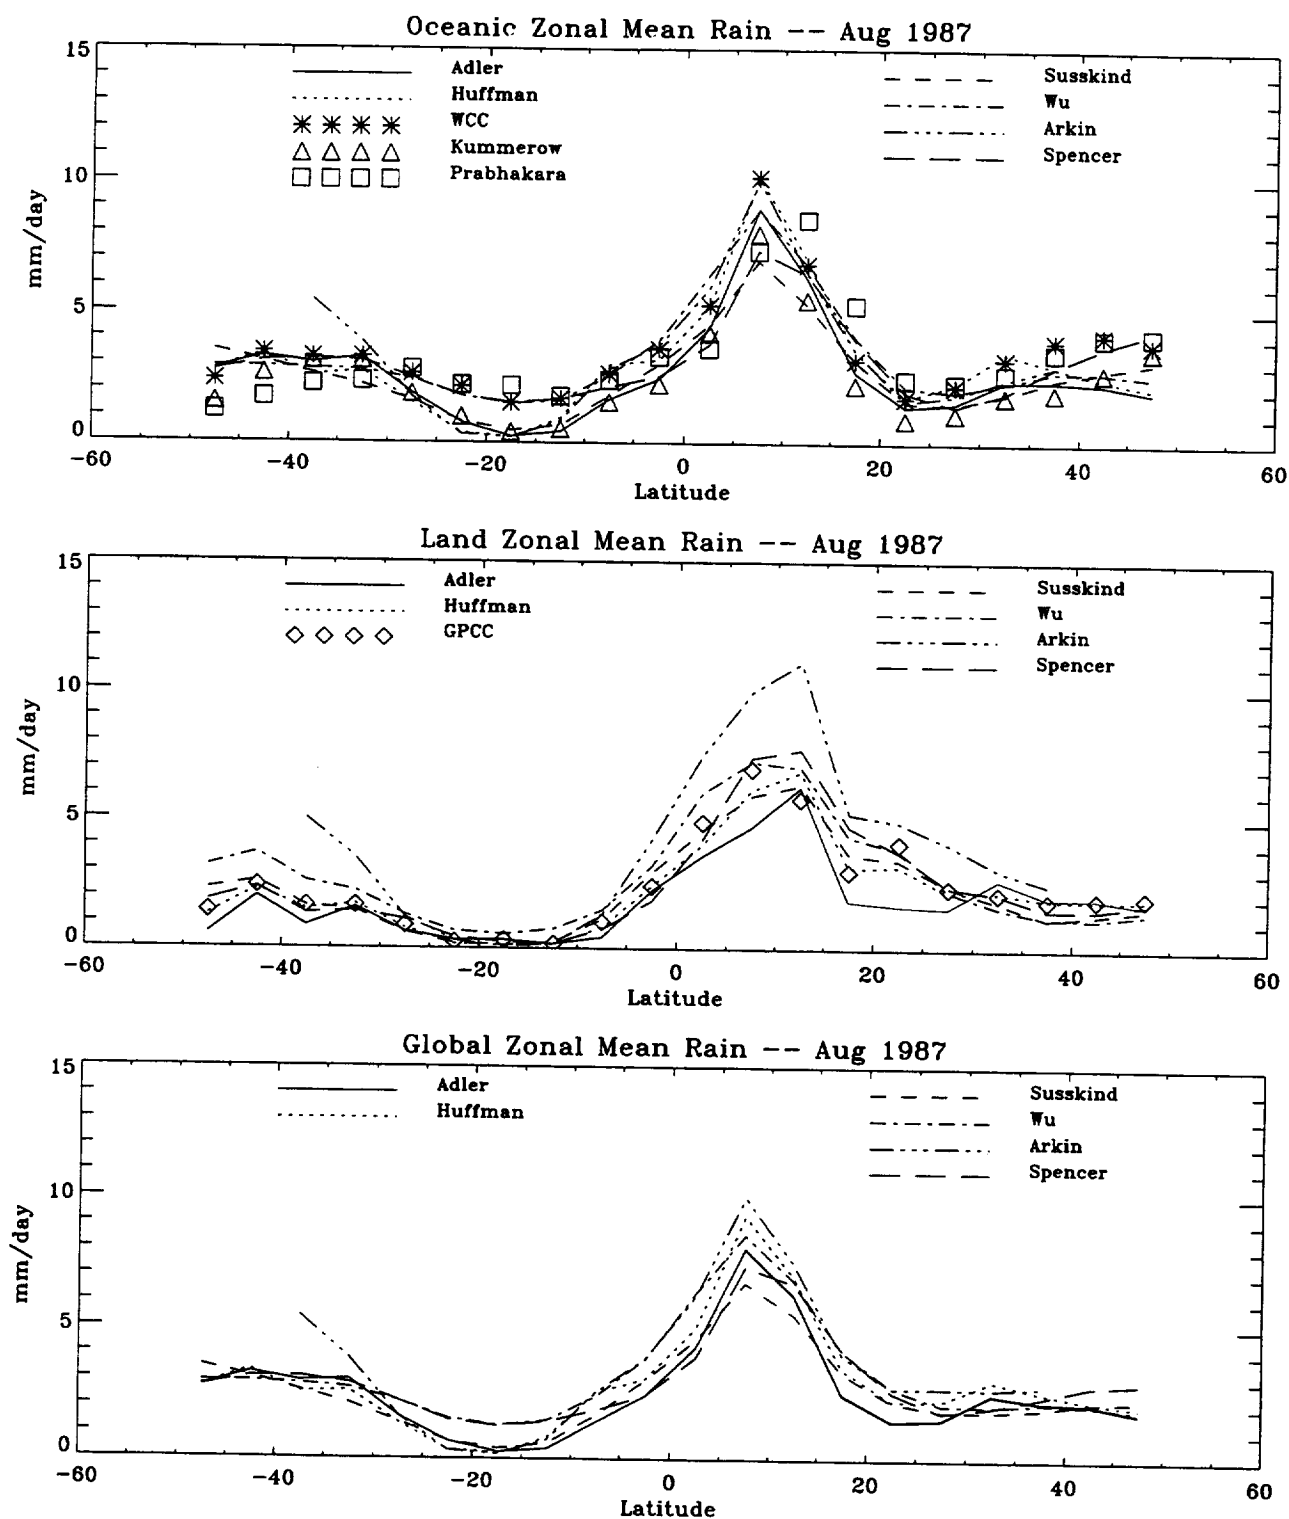 Oceanic Zonal Mean Rain -- Aug 1987
15
10
5
0
mm/day
Adler
Huffman
WCC
Kummerow
Prabhakara
Susskind
Wu
Arkin
Spencer
-60 -40 -20 0 20 40 60
Latitude
Land Zonal Mean Rain -- Aug 1987
15
10
5
0
mm/day
Adler
Huffman
GPCC
Susskind
Wu
Arkin
Spencer
-60 -40 -20 0 20 40 60
Latitude
Global Zonal Mean Rain -- Aug 1987
15
10
5
0
mm/day
Adler
Huffman
Susskind
Wu
Arkin
Spencer
-60 -40 -20 0 20 40 60
Latitude